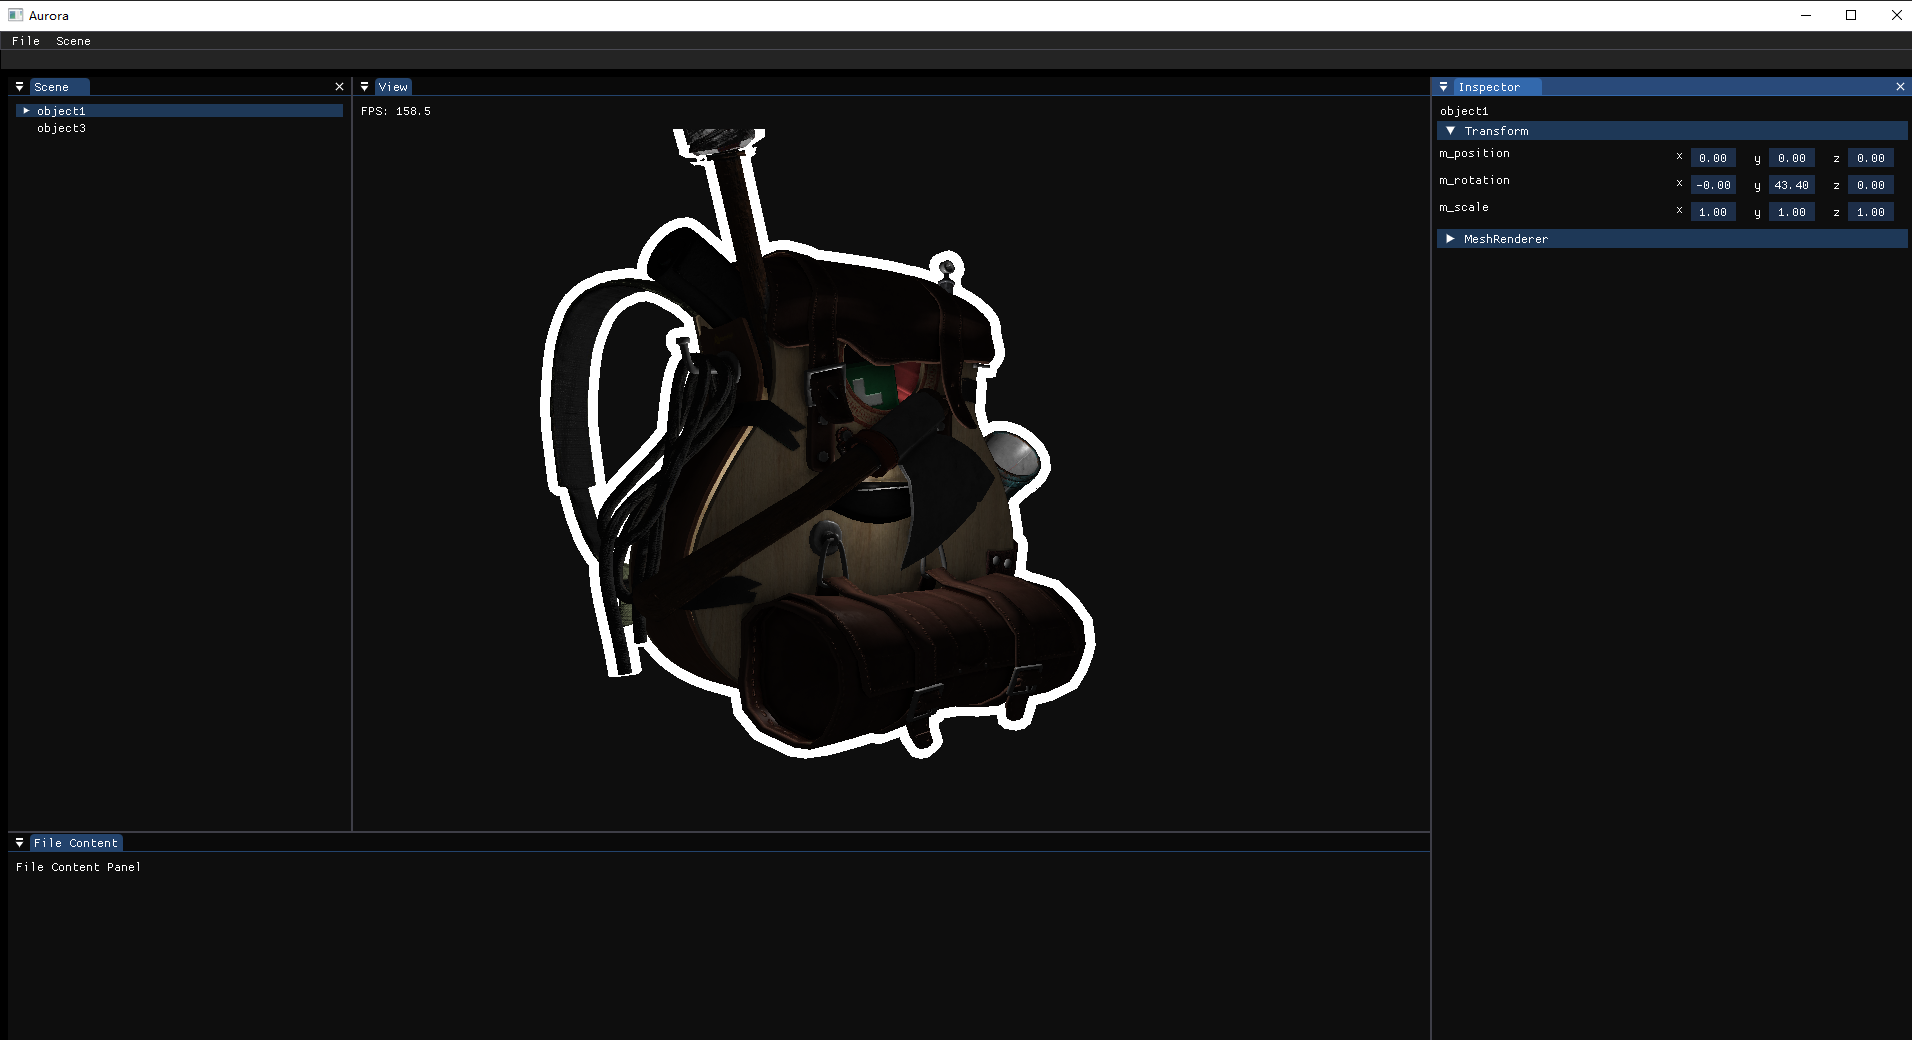 Aurora
File Scene
Scene
object1
object3
View
FPS: 158.5
Inspector
object1
Transform
m_position x 0.00 y 0.00 z 0.00
m_rotation x -0.00 y 43.40 z 0.00
m_scale x 1.00 y 1.00 z 1.00
MeshRenderer
File Content
File Content Panel